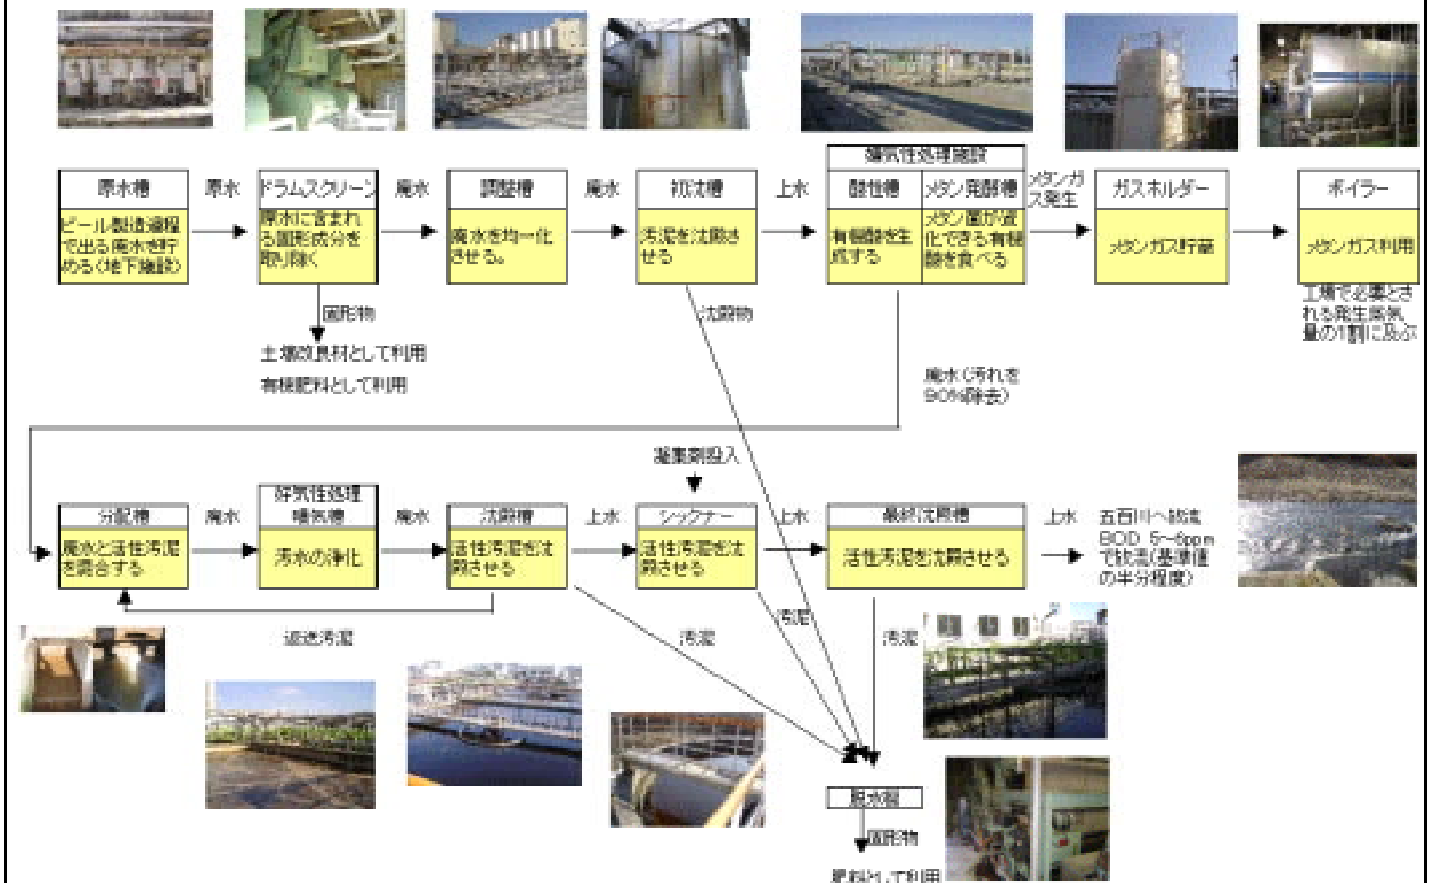 嫌気性処理施設
原水槽
原水
ドラムスクリーン
廃水
調整槽
廃水
初沈槽
上水
酸性槽
メタン発酵槽
メタンガ
ス発生
ガスホルダー
ボイラー
ビール製造過程
で出る廃水を貯
める(地下施設)
原水に含まれ
る固形成分を
取り除く
廃水を均一化
させる。
汚泥を沈殿さ
せる
有機酸を生
成する
メタン菌が資
化できる有機
酸を食べる
メタンガス貯蔵
メタンガス利用
固形物
土壌改良材として利用
有機肥料として利用
沈殿物
工場で必要とさ
れる発生蒸気
量の1割に及ぶ
廃水(汚れを
90%除去)
凝集剤投入
分配槽
廃水
好気性処理
曝気槽
廃水
沈殿槽
上水
シックナー
上水
最終沈殿槽
上水
廃水と活性汚泥
を混合する
汚水の浄化
活性汚泥を沈
殿させる
活性汚泥を沈
殿させる
活性汚泥を沈殿させる
五百川へ放流
BOD 5~6ppm
で放流(基準値
の半分程度)
返送汚泥
汚泥
汚泥
汚泥
脱水機
固形物
肥料として利用